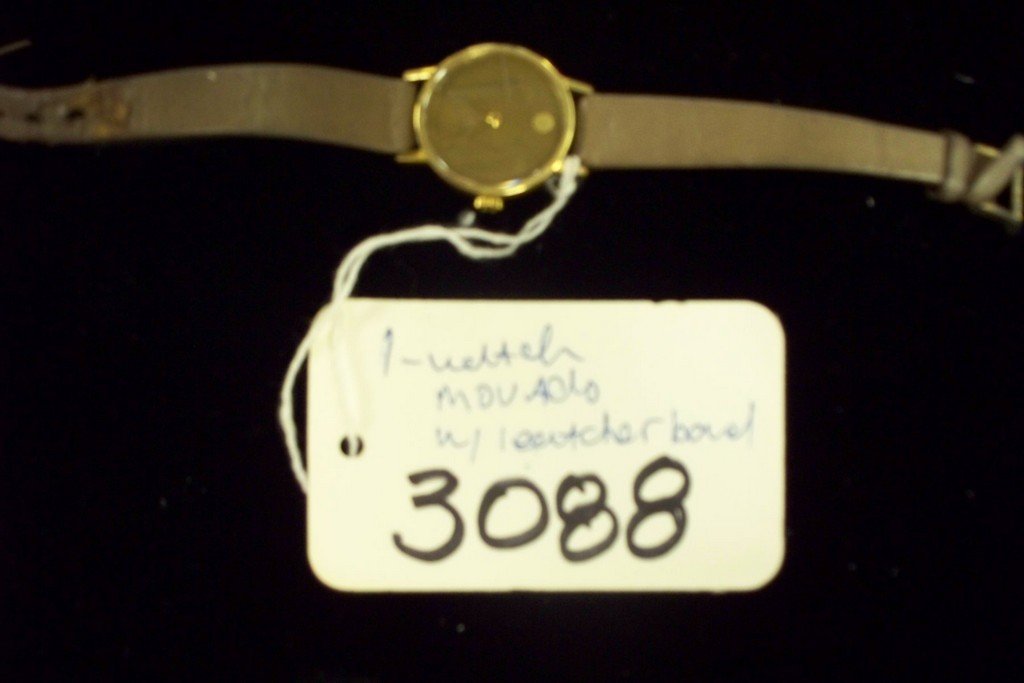 1-watch
MOVADO
w/ leather band
3088